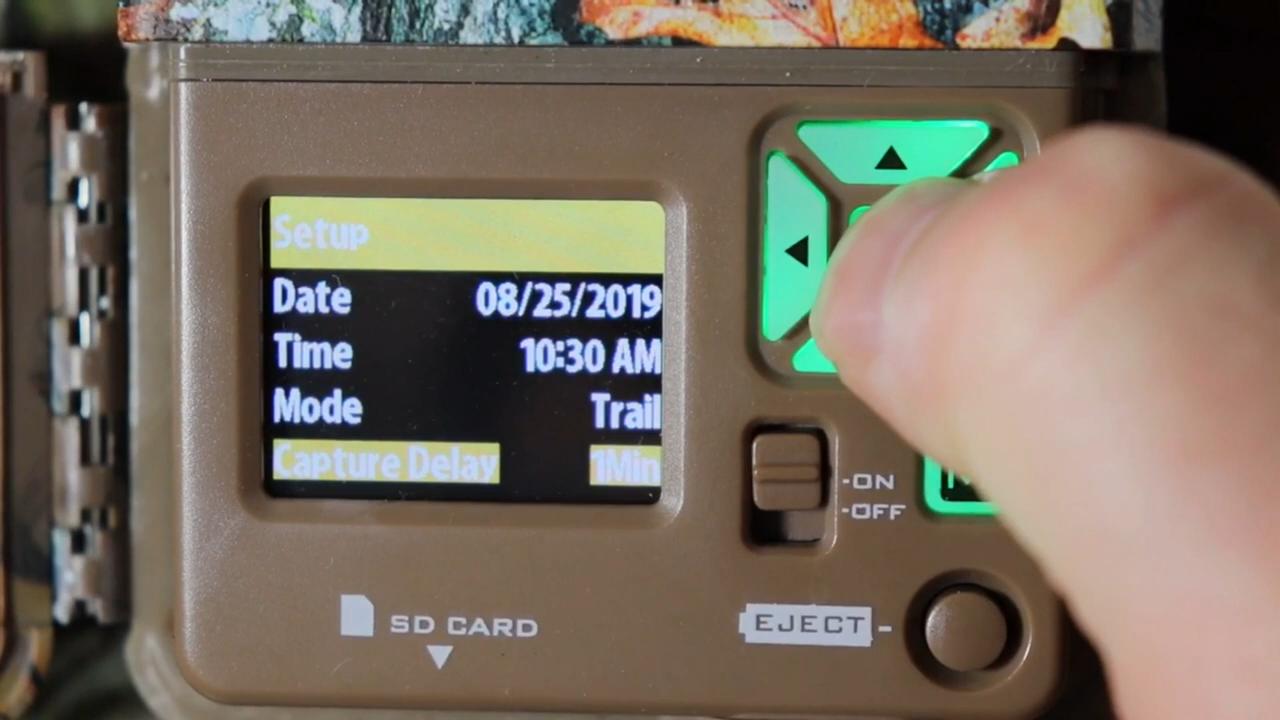 Setup
Date 08/25/2019
Time 10:30 AM
Mode Trail
Capture Delay 1Min
-ON
-OFF
SD CARD
EJECT-